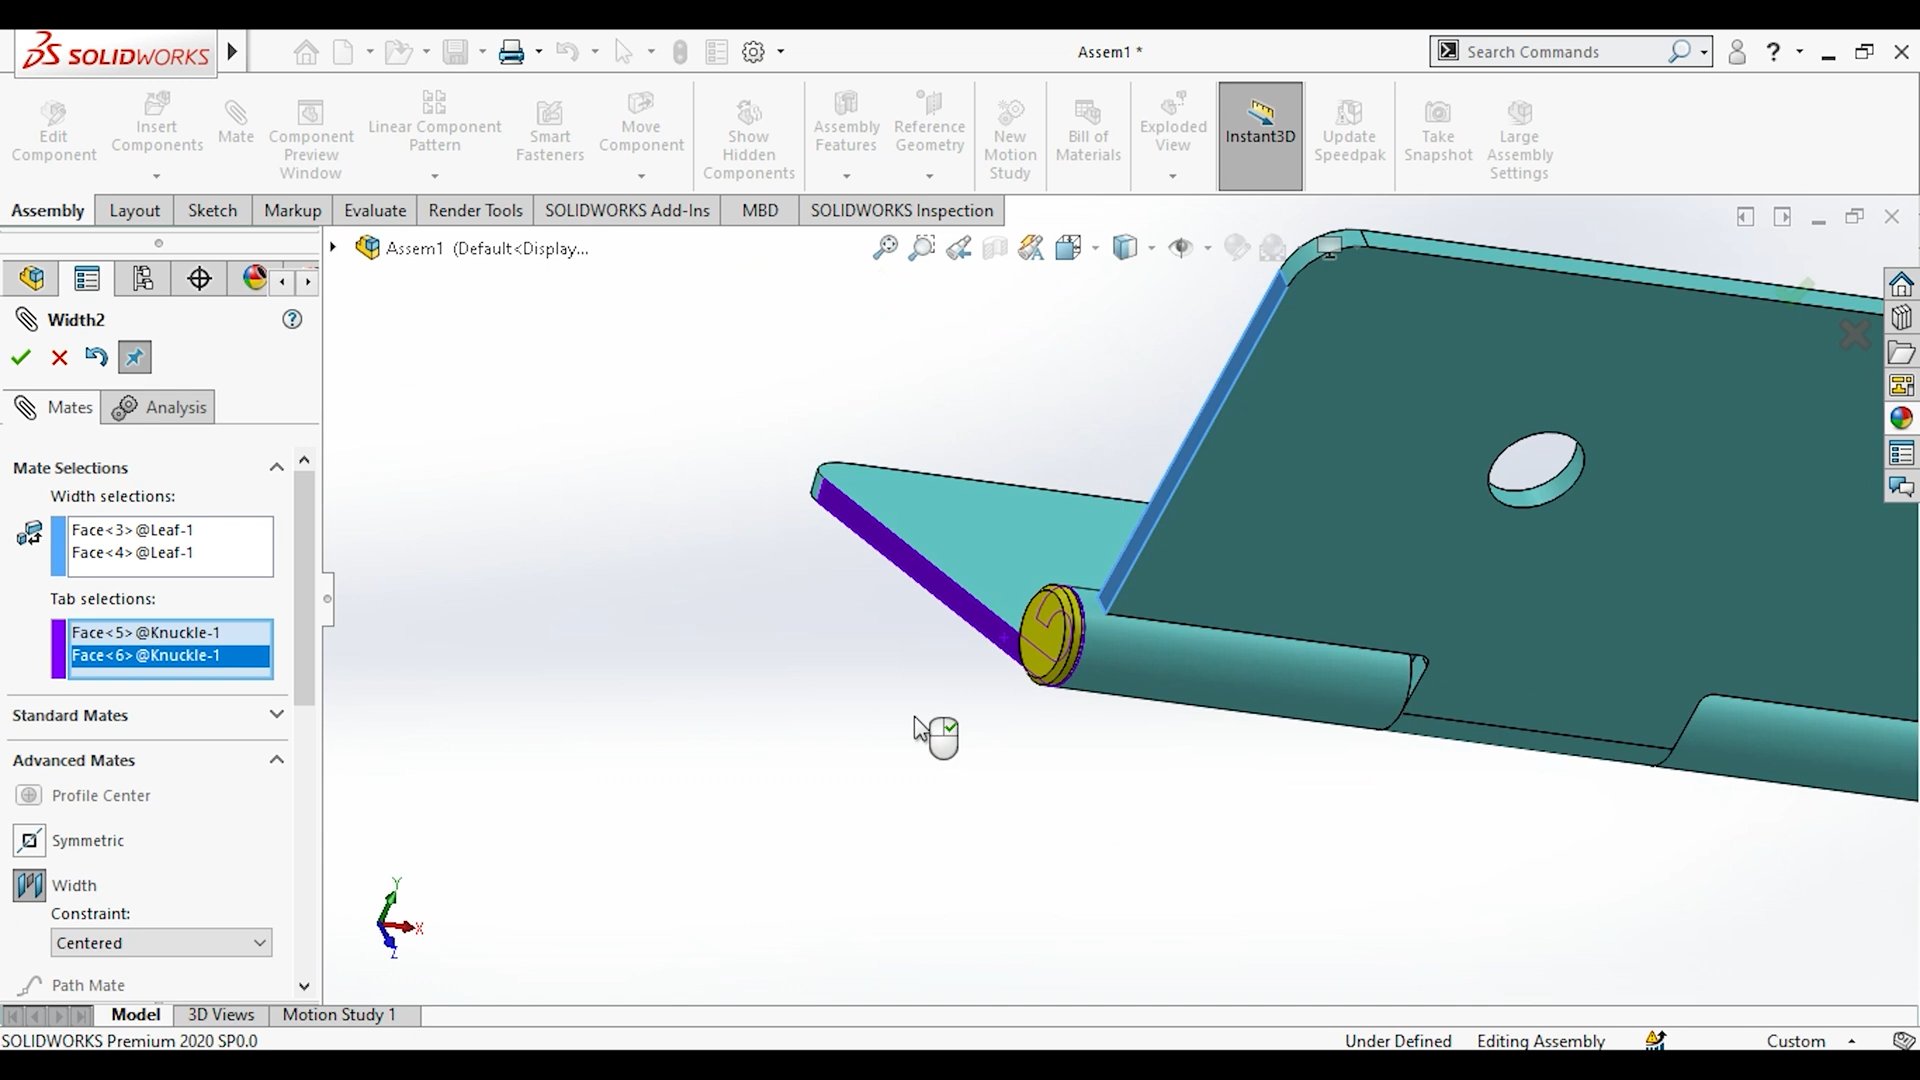 SOLIDWORKS
Assem1 *
Search Commands
?
Edit Component
Insert Components
Mate
Component Preview Window
Linear Component Pattern
Smart Fasteners
Move Component
Show Hidden Components
Assembly Features
Reference Geometry
New Motion Study
Bill of Materials
Exploded View
Instant3D
Update Speedpak
Take Snapshot
Large Assembly Settings
Assembly
Layout
Sketch
Markup
Evaluate
Render Tools
SOLIDWORKS Add-Ins
MBD
SOLIDWORKS Inspection
Assem1 (Default<Display...
Width2
?
Mates
Analysis
Mate Selections
Width selections:
Face<3>@Leaf-1
Face<4>@Leaf-1
Tab selections:
Face<5>@Knuckle-1
Face<6>@Knuckle-1
Standard Mates
Advanced Mates
Profile Center
Symmetric
Width
Constraint:
Centered
Path Mate
Y
X
Z
Model
3D Views
Motion Study 1
SOLIDWORKS Premium 2020 SP0.0
Under Defined
Editing Assembly
Custom